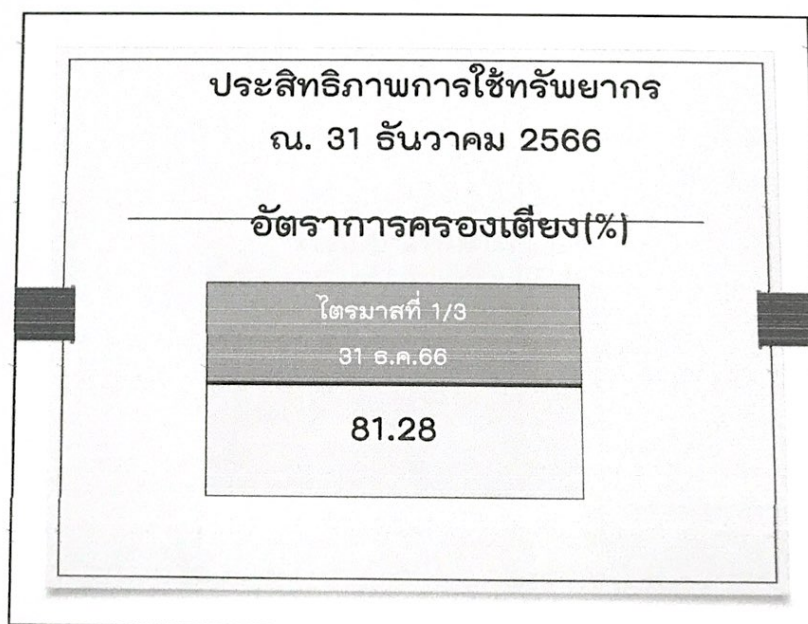 ประสิทธิภาพการใช้ทรัพยากร
ณ. 31 ธันวาคม 2566
อัตราการครองเตียง(%)
ไตรมาสที่ 1/3
31 ธ.ค.66
81.28